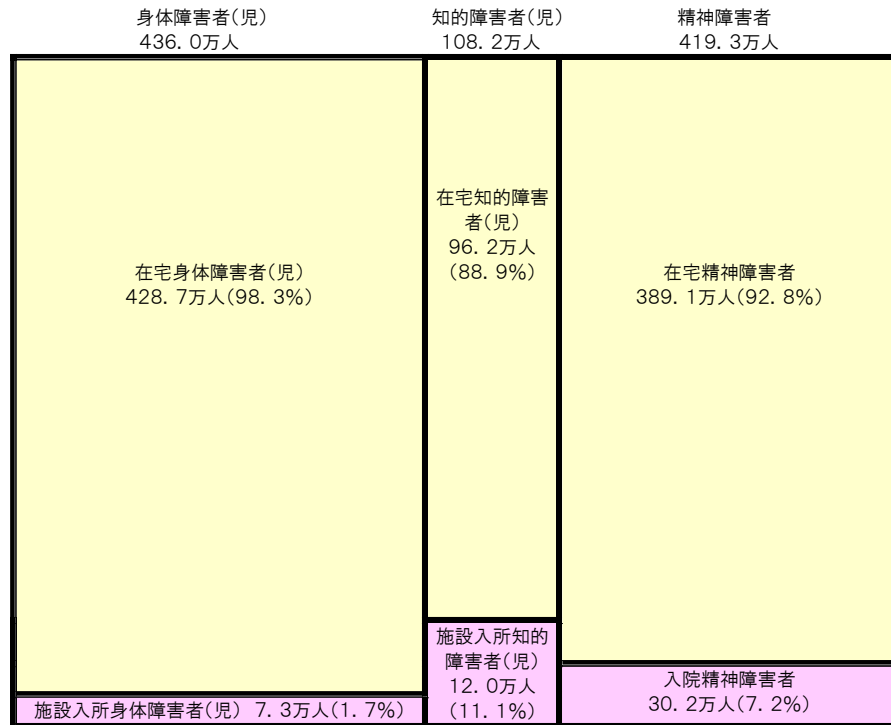 身体障害者(児)
436. 0万人
知的障害者(児)
108. 2万人
精神障害者
419. 3万人
在宅身体障害者(児)
428. 7万人(98. 3%)
在宅知的障害
者(児)
96. 2万人
(88. 9%)
在宅精神障害者
389. 1万人(92. 8%)
施設入所身体障害者(児) 7. 3万人(1. 7%)
施設入所知的
障害者(児)
12. 0万人
(11. 1%)
入院精神障害者
30. 2万人(7. 2%)